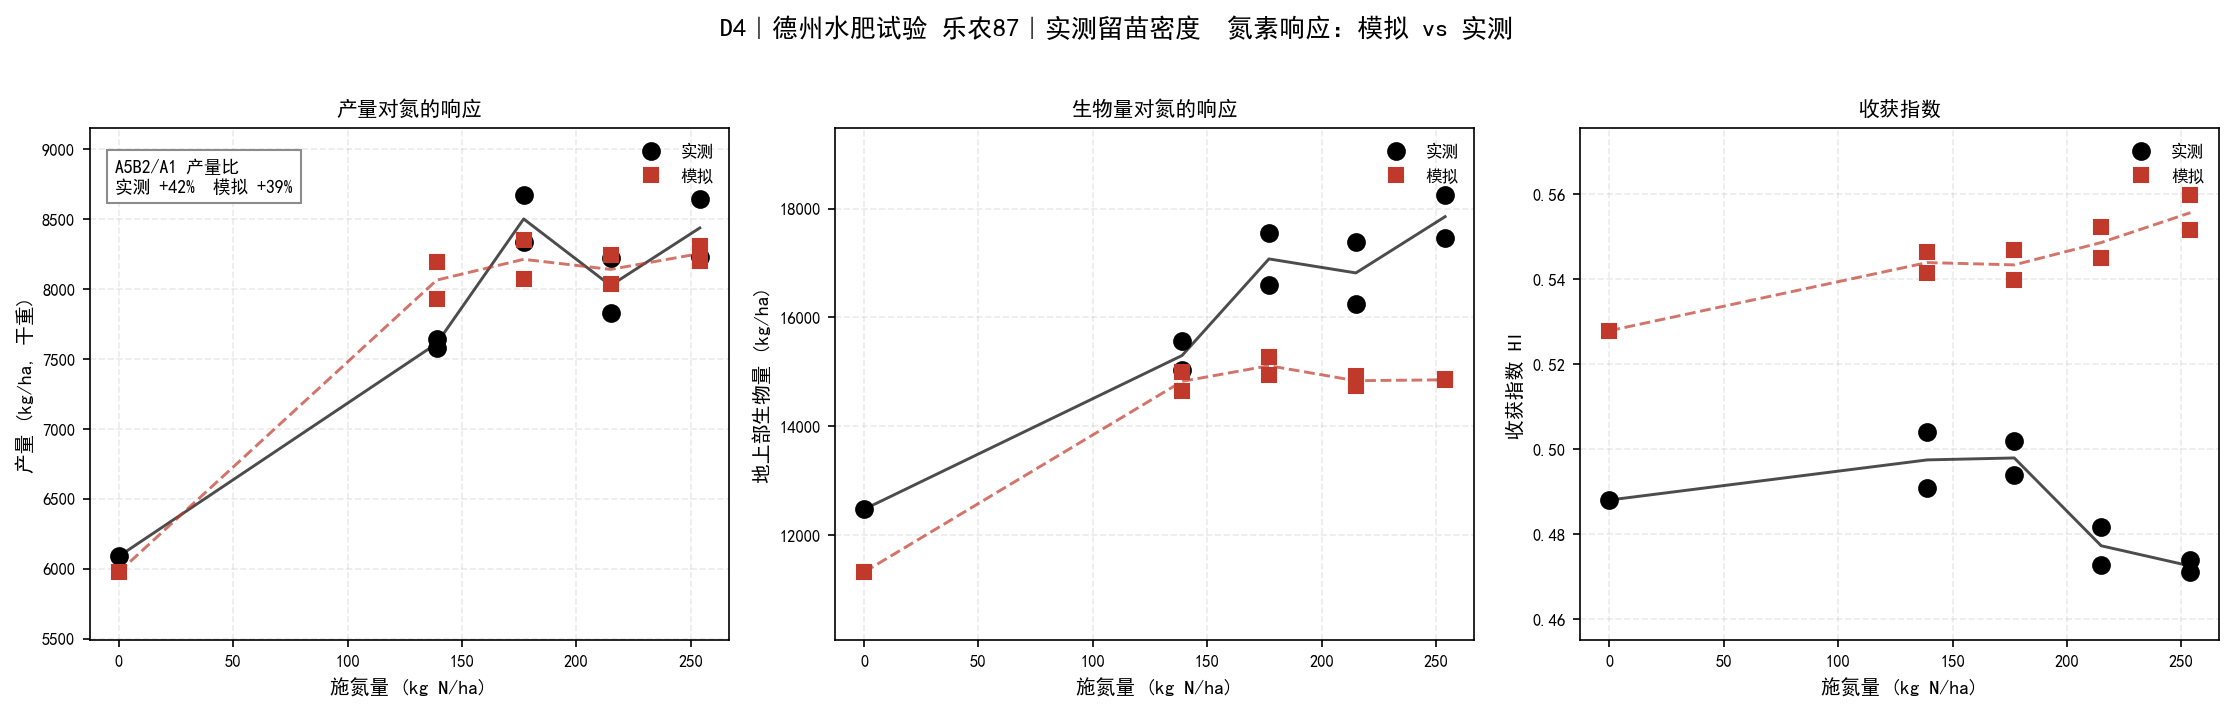 D4｜德州水肥试验 乐农87｜实测留苗密度  氮素响应：模拟 vs 实测
产量对氮的响应
A5B2/A1 产量比
实测 +42%  模拟 +39%
实测
模拟
9000
8500
8000
7500
7000
6500
6000
5500
产量 (kg/ha, 干重)
0
50
100
150
200
250
施氮量 (kg N/ha)
生物量对氮的响应
实测
模拟
18000
16000
14000
12000
地上部生物量 (kg/ha)
0
50
100
150
200
250
施氮量 (kg N/ha)
收获指数
实测
模拟
0.56
0.54
0.52
0.50
0.48
0.46
收获指数 HI
0
50
100
150
200
250
施氮量 (kg N/ha)